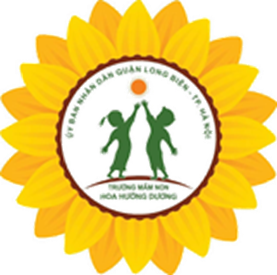 ỦY BAN NHÂN DÂN QUẬN LONG BIÊN - TP. HÀ NỘI
TRƯỜNG MẦM NON
HOA HƯỚNG DƯƠNG